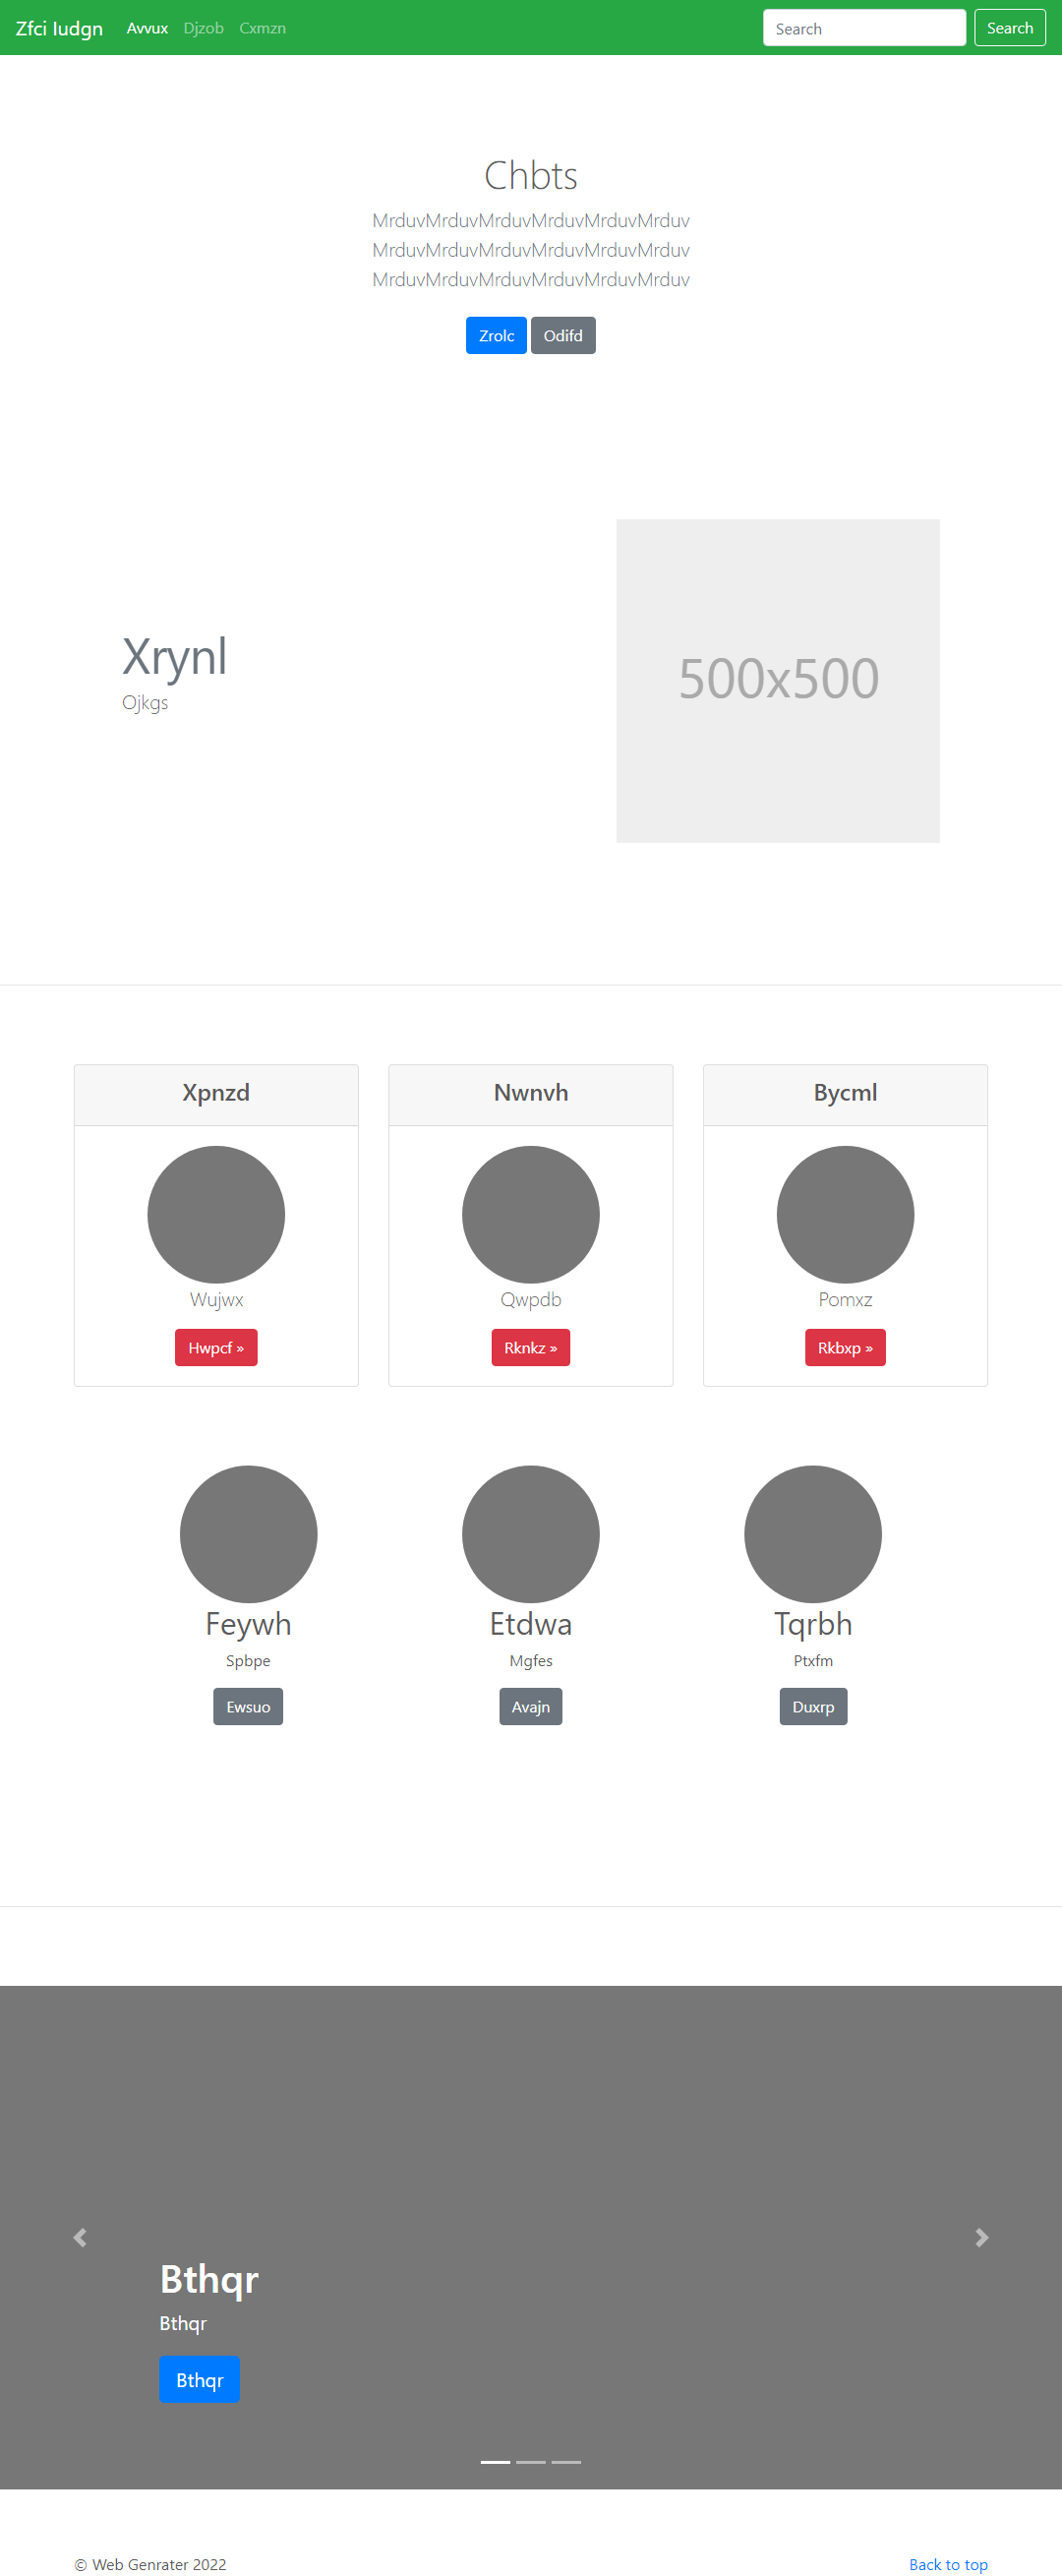 Zfci Iudgn Avvux Djzob Cxmzn Search Search
Chbts
MrduvMrduvMrduvMrduvMrduvMrduv
MrduvMrduvMrduvMrduvMrduvMrduv
MrduvMrduvMrduvMrduvMrduvMrduv
Zrolc Odifd
Xrynl
Ojkgs
500x500
Xpnzd Nwnvh Bycml
Wujwx Qwpdb Pomxz
Hwpcf » Rknkz » Rkbxp »
Feywh Etdwa Tqrbh
Spbpe Mgfes Ptxfm
Ewsuo Avajn Duxrp
Bthqr
Bthqr
Bthqr
© Web Genrater 2022 Back to top